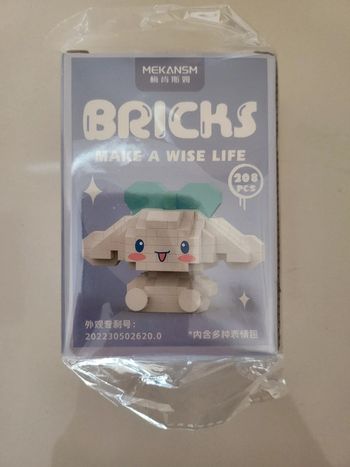 MEKANSM
梅肯斯姆
BRICKS
MAKE A WISE LIFE
208
PCS
外观专利号:
202230502620.0
*内含多种表情图